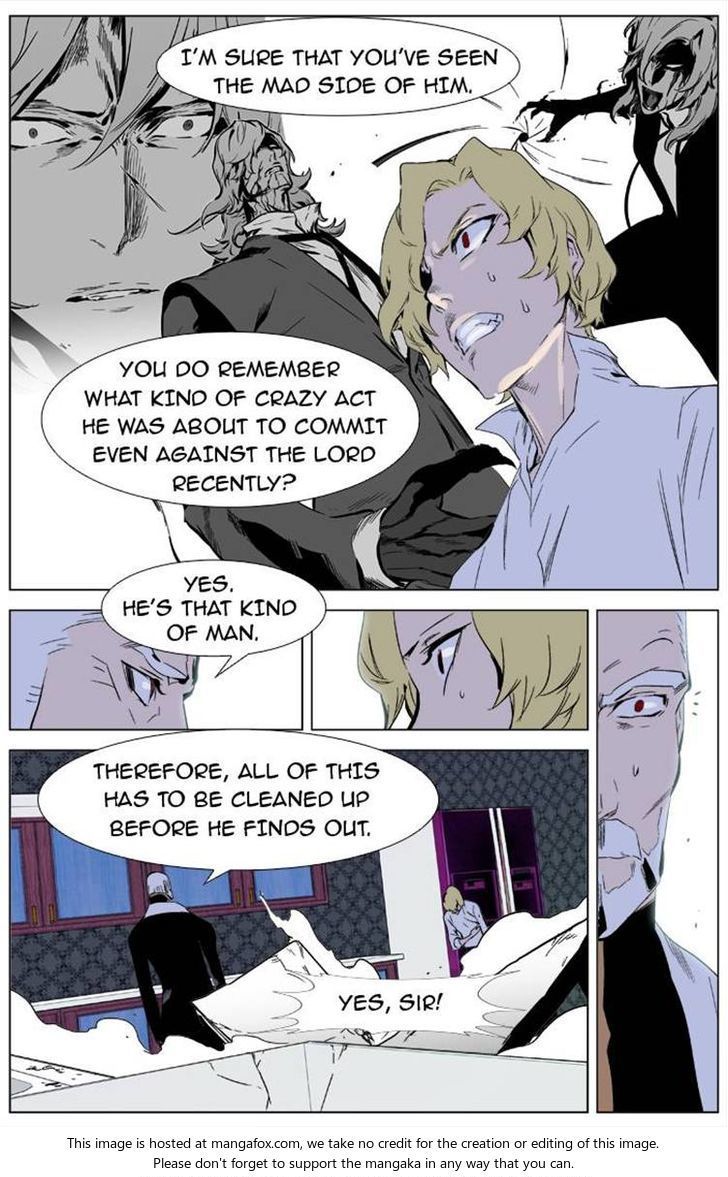 I'M SURE THAT YOU'VE SEEN
THE MAD SIDE OF HIM.
YOU DO REMEMBER
WHAT KIND OF CRAZY ACT
HE WAS ABOUT TO COMMIT
EVEN AGAINST THE LORD
RECENTLY?
YES.
HE'S THAT KIND
OF MAN.
THEREFORE, ALL OF THIS
HAS TO BE CLEANED UP
BEFORE HE FINDS OUT.
YES, SIR!
This image is hosted at mangafox.com, we take no credit for the creation or editing of this image.
Please don't forget to support the mangaka in any way that you can.